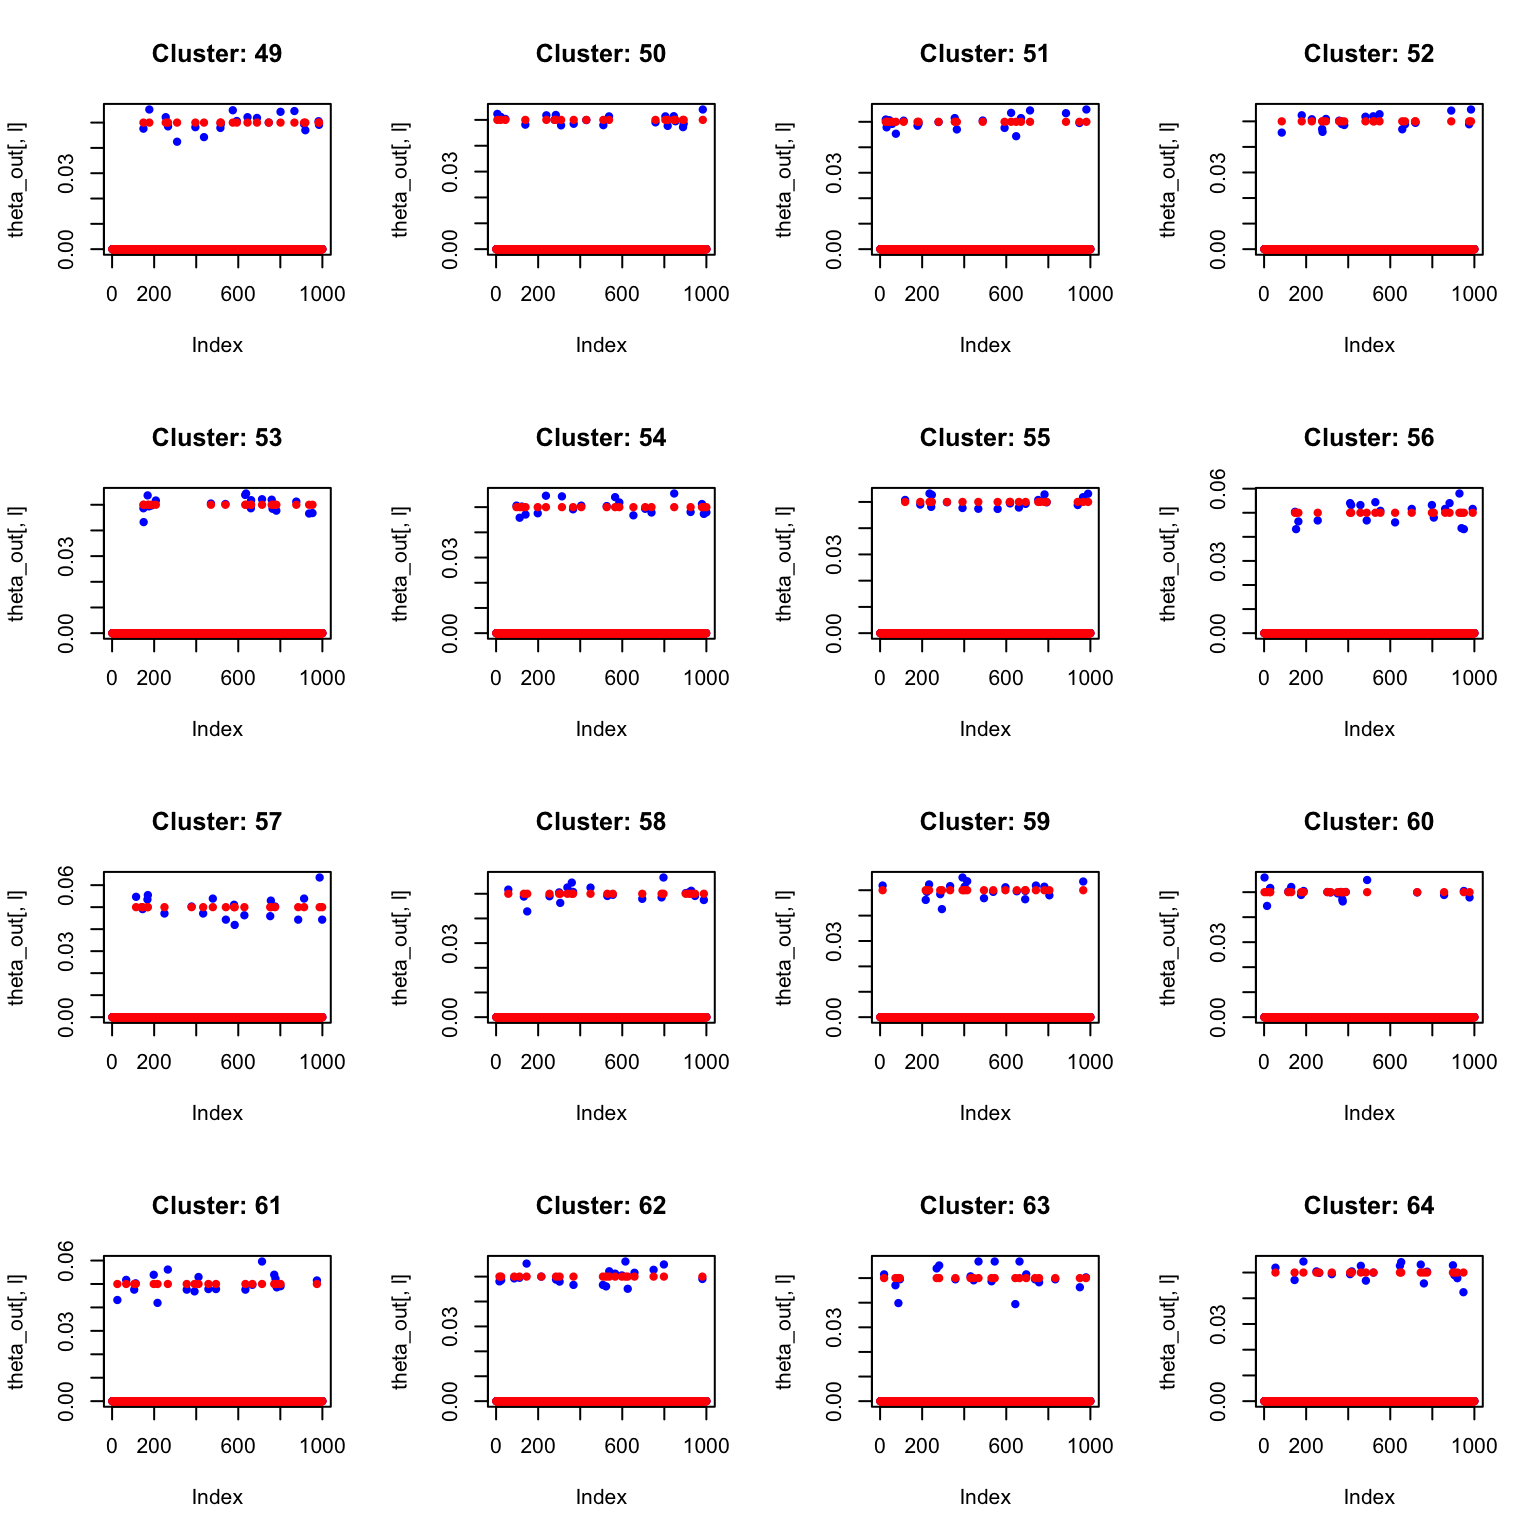 Cluster: 49
theta_out[, l]
0.00 0.03
0 200 600 1000
Index
Cluster: 50
theta_out[, l]
0.00 0.03
0 200 600 1000
Index
Cluster: 51
theta_out[, l]
0.00 0.03
0 200 600 1000
Index
Cluster: 52
theta_out[, l]
0.00 0.03
0 200 600 1000
Index
Cluster: 53
theta_out[, l]
0.00 0.03
0 200 600 1000
Index
Cluster: 54
theta_out[, l]
0.00 0.03
0 200 600 1000
Index
Cluster: 55
theta_out[, l]
0.00 0.03
0 200 600 1000
Index
Cluster: 56
theta_out[, l]
0.00 0.03 0.06
0 200 600 1000
Index
Cluster: 57
theta_out[, l]
0.00 0.03 0.06
0 200 600 1000
Index
Cluster: 58
theta_out[, l]
0.00 0.03
0 200 600 1000
Index
Cluster: 59
theta_out[, l]
0.00 0.03
0 200 600 1000
Index
Cluster: 60
theta_out[, l]
0.00 0.03
0 200 600 1000
Index
Cluster: 61
theta_out[, l]
0.00 0.03 0.06
0 200 600 1000
Index
Cluster: 62
theta_out[, l]
0.00 0.03
0 200 600 1000
Index
Cluster: 63
theta_out[, l]
0.00 0.03
0 200 600 1000
Index
Cluster: 64
theta_out[, l]
0.00 0.03
0 200 600 1000
Index